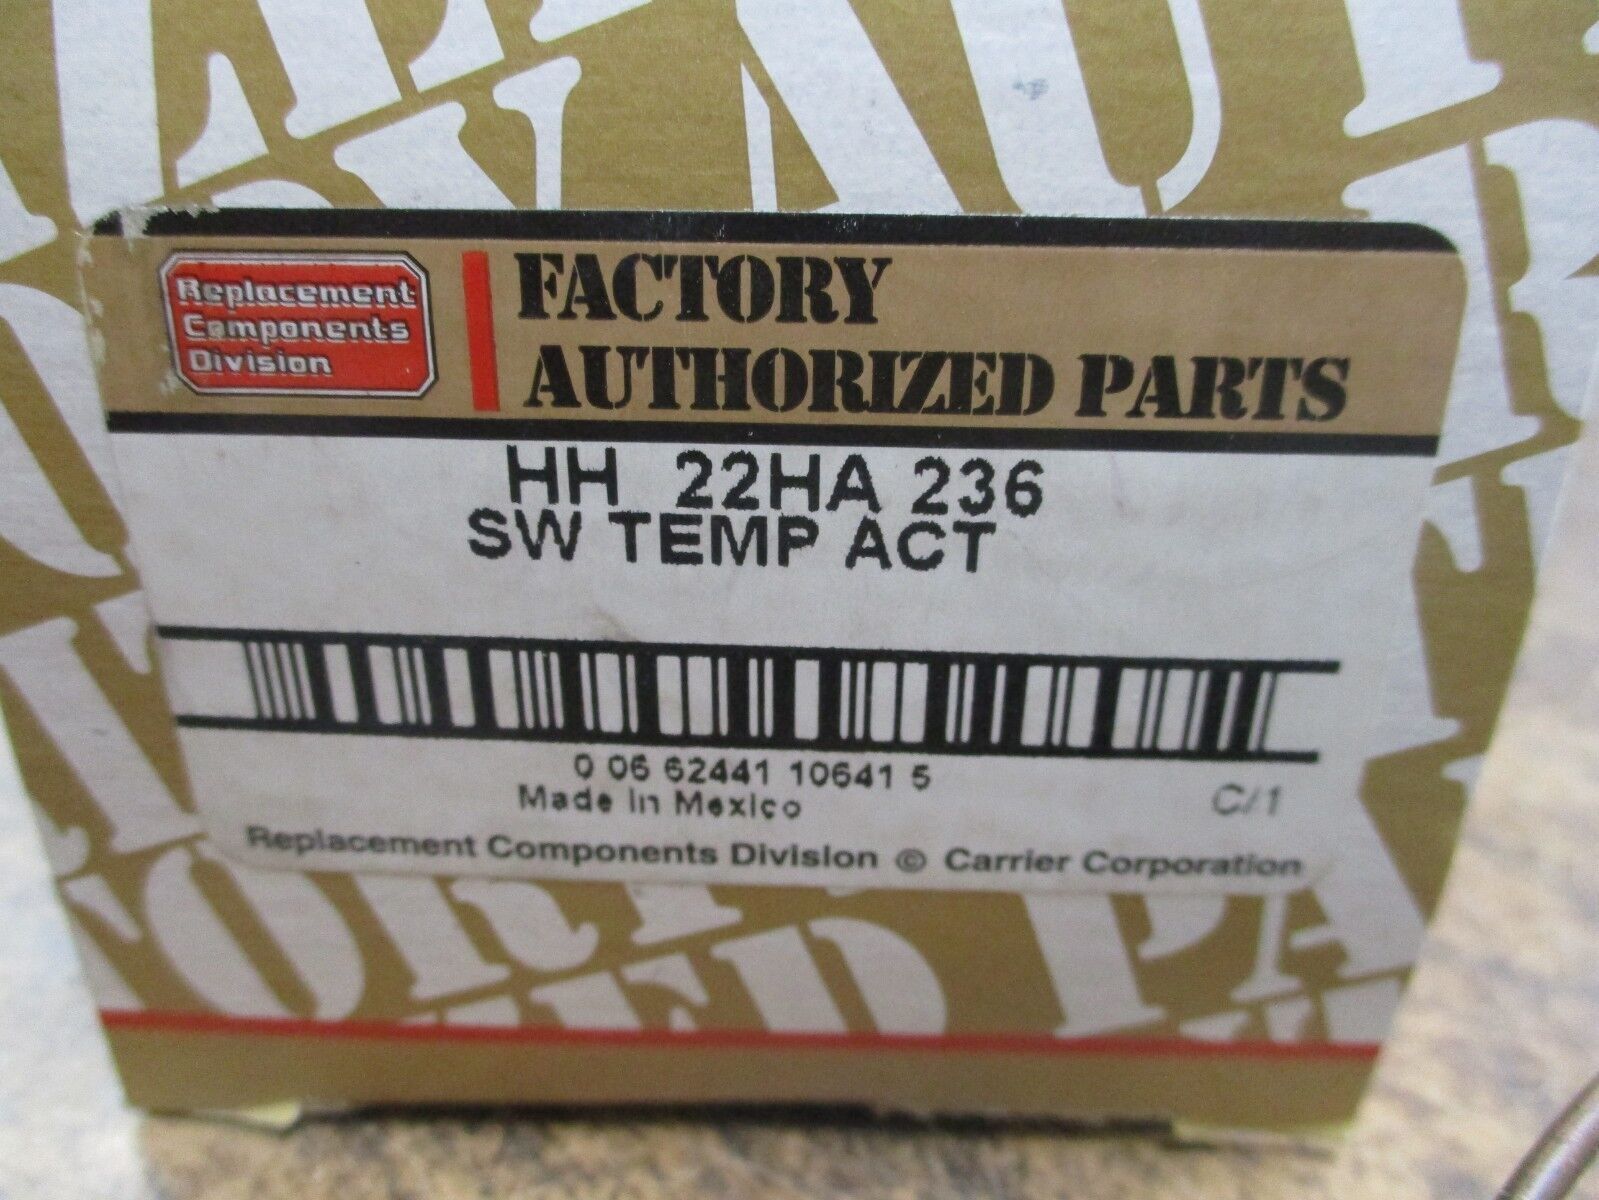 Replacement
Components
Division
FACTORY
AUTHORIZED PARTS
HH 22HA 236
SW TEMP ACT
0 06 62441 10641 5
Made in Mexico
C/1
Replacement Components Division © Carrier Corporation